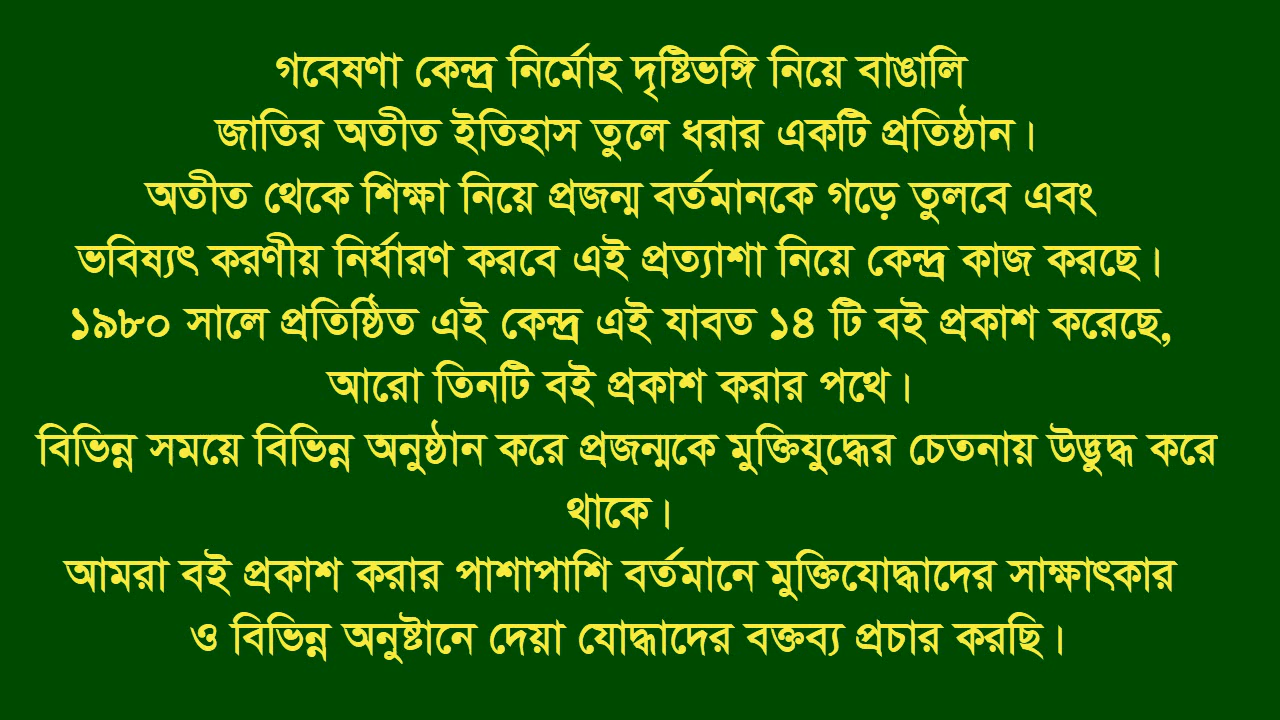 গবেষণা কেন্দ্র নির্মোহ দৃষ্টিভঙ্গি নিয়ে বাঙালি
জাতির অতীত ইতিহাস তুলে ধরার একটি প্রতিষ্ঠান।
অতীত থেকে শিক্ষা নিয়ে প্রজন্ম বর্তমানকে গড়ে তুলবে এবং
ভবিষ্যৎ করণীয় নির্ধারণ করবে এই প্রত্যাশা নিয়ে কেন্দ্র কাজ করছে।
১৯৮০ সালে প্রতিষ্ঠিত এই কেন্দ্র এই যাবত ১৪ টি বই প্রকাশ করেছে,
আরো তিনটি বই প্রকাশ করার পথে।
বিভিন্ন সময়ে বিভিন্ন অনুষ্ঠান করে প্রজন্মকে মুক্তিযুদ্ধের চেতনায় উদ্ভুদ্ধ করে
থাকে।
আমরা বই প্রকাশ করার পাশাপাশি বর্তমানে মুক্তিযোদ্ধাদের সাক্ষাৎকার
ও বিভিন্ন অনুষ্টানে দেয়া যোদ্ধাদের বক্তব্য প্রচার করছি।